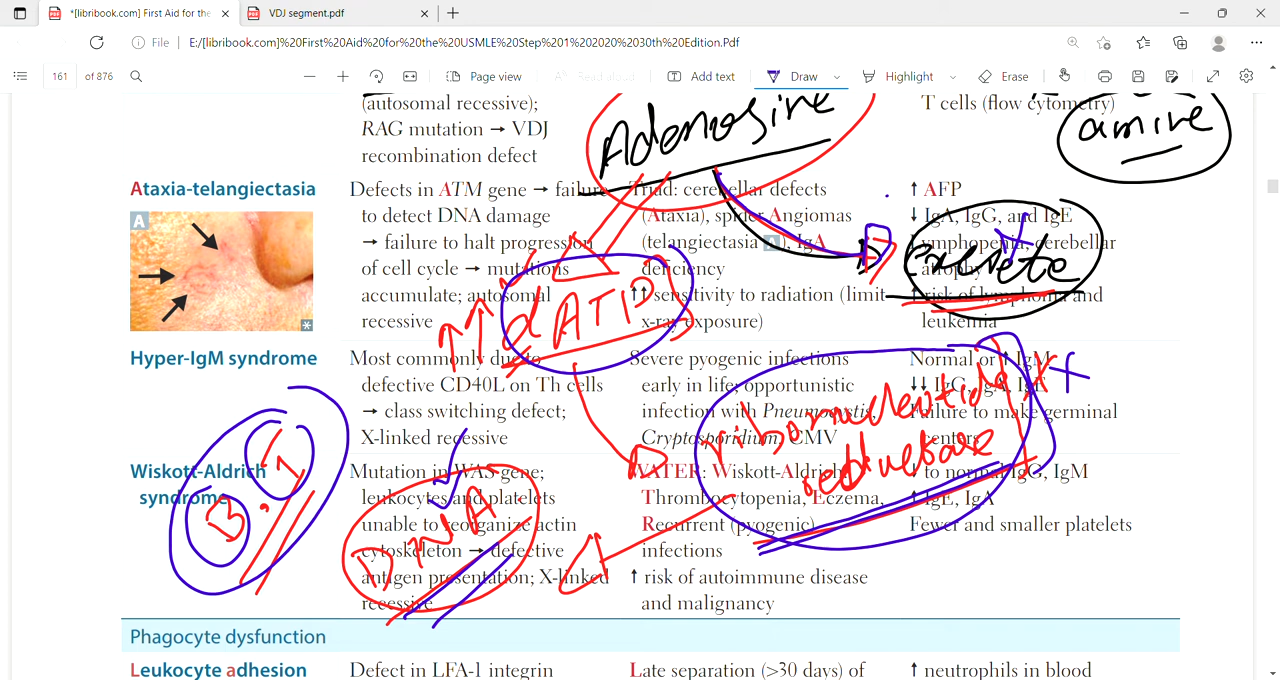 *[libribook.com] First Aid for the
VDJ segment.pdf
File
E:/[libribook.com]%20First%20Aid%20for%20the%20USMLE%20Step%201%202020%2030th%20Edition.Pdf
161 of 876
Page view
Read aloud
Add text
Draw
Highlight
Erase
(autosomal recessive);
RAG mutation → VDJ
recombination defect
T cells (flow cytometry)
Adenosine
amine
Ataxia-telangiectasia
A
Defects in ATM gene → failure
to detect DNA damage
→ failure to halt progression
of cell cycle → mutations
accumulate; autosomal
recessive
Triad: cerebellar defects
(Ataxia), spider Angiomas
(telangiectasia A), IgA
deficiency
↑↑ sensitivity to radiation (limit
x-ray exposure)
↑ AFP
↓ IgA, IgG, and IgE
Lymphopenia, cerebellar
atrophy
↑ risk of lymphoma and
leukemia
excrete
↑↑ dATP
Hyper-IgM syndrome
Most commonly due to
defective CD40L on Th cells
→ class switching defect;
X-linked recessive
Severe pyogenic infections
early in life; opportunistic
infection with Pneumocystis,
Cryptosporidium, CMV
Normal or ↑ IgM
↓↓ IgG, IgA, IgE
Failure to make germinal
centers
ribonucleotide
reductase
Wiskott-Aldrich
syndrome
Mutation in WAS gene;
leukocytes and platelets
unable to reorganize actin
cytoskeleton → defective
antigen presentation; X-linked
recessive
WATER: Wiskott-Aldrich:
Thrombocytopenia, Eczema,
Recurrent (pyogenic)
infections
↑ risk of autoimmune disease
and malignancy
↓ to normal IgG, IgM
↑ IgE, IgA
Fewer and smaller platelets
B.T
DNA
Phagocyte dysfunction
Leukocyte adhesion
Defect in LFA-1 integrin
Late separation (>30 days) of
↑ neutrophils in blood